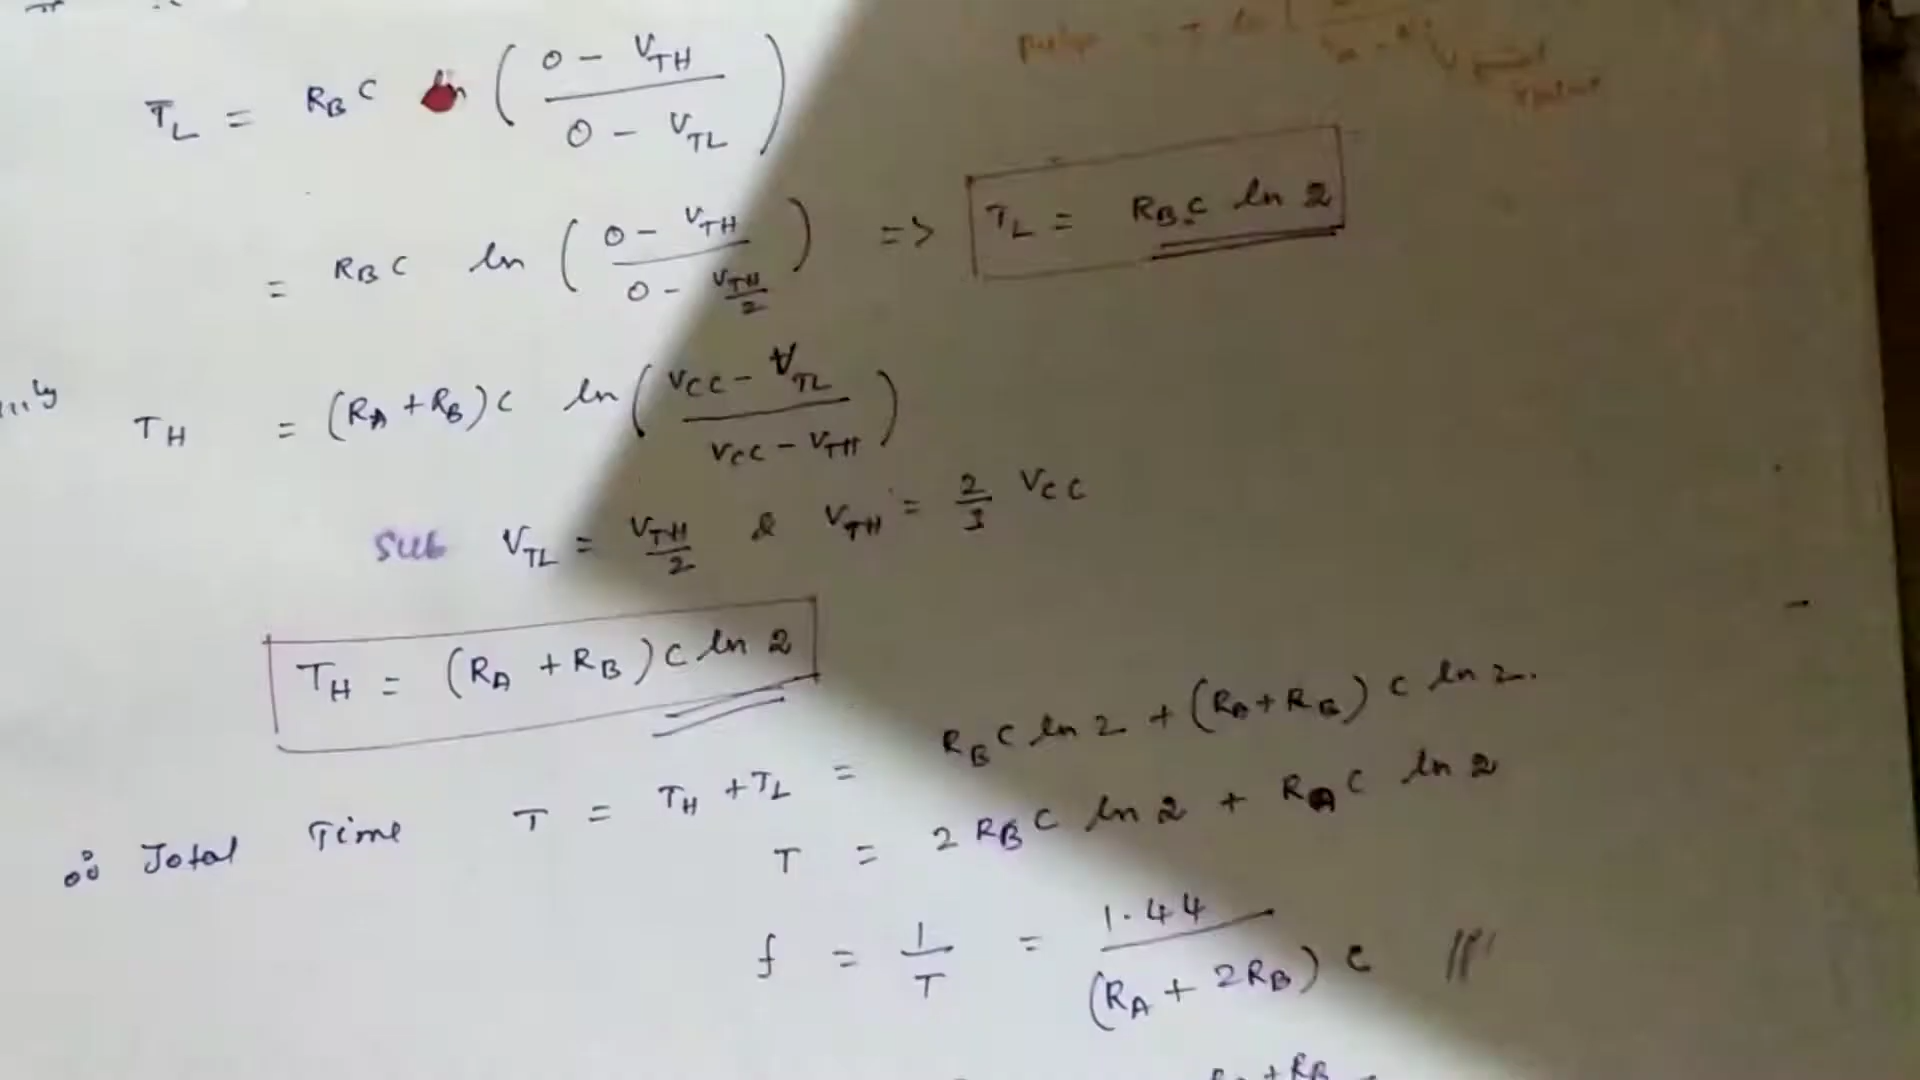 T_L = R_B C ln ( (0 - V_TH) / (0 - V_TL) )
= R_B C ln ( (0 - V_TH) / (0 - V_TH/2) ) => T_L = R_B C ln 2
T_H = (R_A + R_B) C ln ( (V_CC - V_TL) / (V_CC - V_TH) )
Sub V_TL = V_TH/2 & V_TH = 2/3 V_CC
T_H = (R_A + R_B) C ln 2
∴ Total Time T = T_H + T_L = R_B C ln 2 + (R_A + R_B) C ln 2.
T = 2 R_B C ln 2 + R_A C ln 2
f = 1/T = 1.44 / (R_A + 2R_B) C //